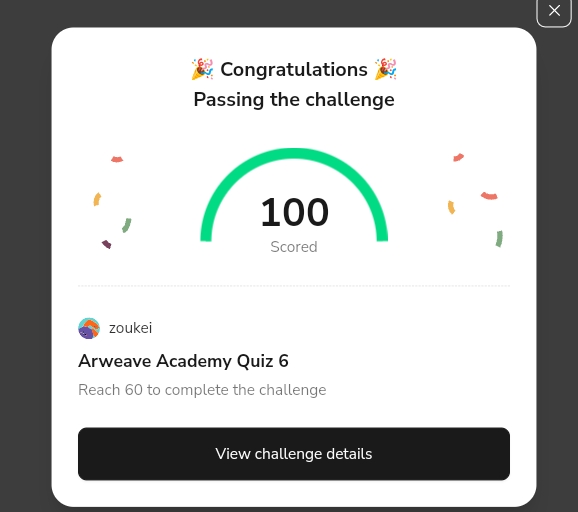 🎉 Congratulations 🎉
Passing the challenge
100
Scored
zoukei
Arweave Academy Quiz 6
Reach 60 to complete the challenge
View challenge details